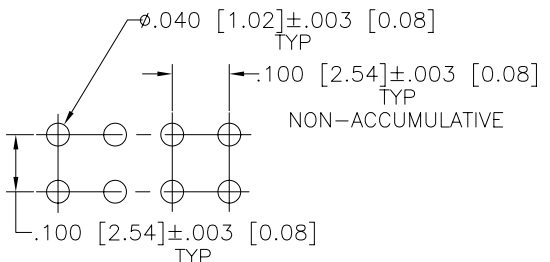 ⌀.040 [1.02]±.003 [0.08]
TYP
.100 [2.54]±.003 [0.08]
TYP
NON-ACCUMULATIVE
.100 [2.54]±.003 [0.08]
TYP